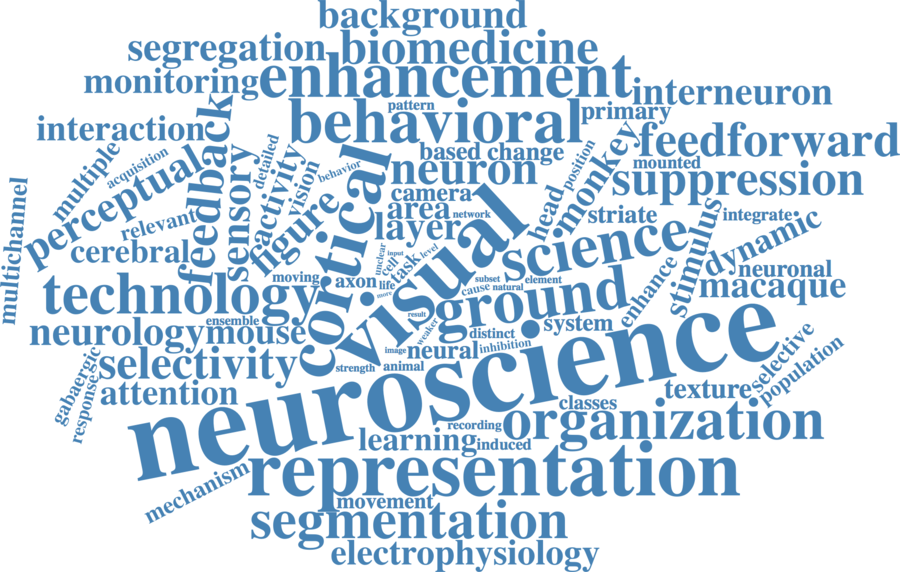 background
segregation
biomedicine
monitoring
enhancement
interneuron
pattern
behavioral
primary
interaction
feedback
feedforward
multiple
acquisition
detailed
activity
vision
behavior
based change
neuron
position
monkey
mounted
suppression
perceptual
sensory
figure
cortical
camera
area
network
layer
head
striate
stimulus
integrate
multichannel
relevant
cerebral
visual
science
dynamic
unclear
input
cell
task
level
neuronal
moving
axon
life
more
subset
element
cause
natural
enhance
macaque
technology
ground
result
weaker
ensemble
neurology
mouse
distinct
system
image
neural
inhibition
selectivity
strength
animal
neuroscience
selective
population
gabaergic
response
attention
texture
classes
recording
organization
learning
induced
mechanism
representation
movement
segmentation
electrophysiology